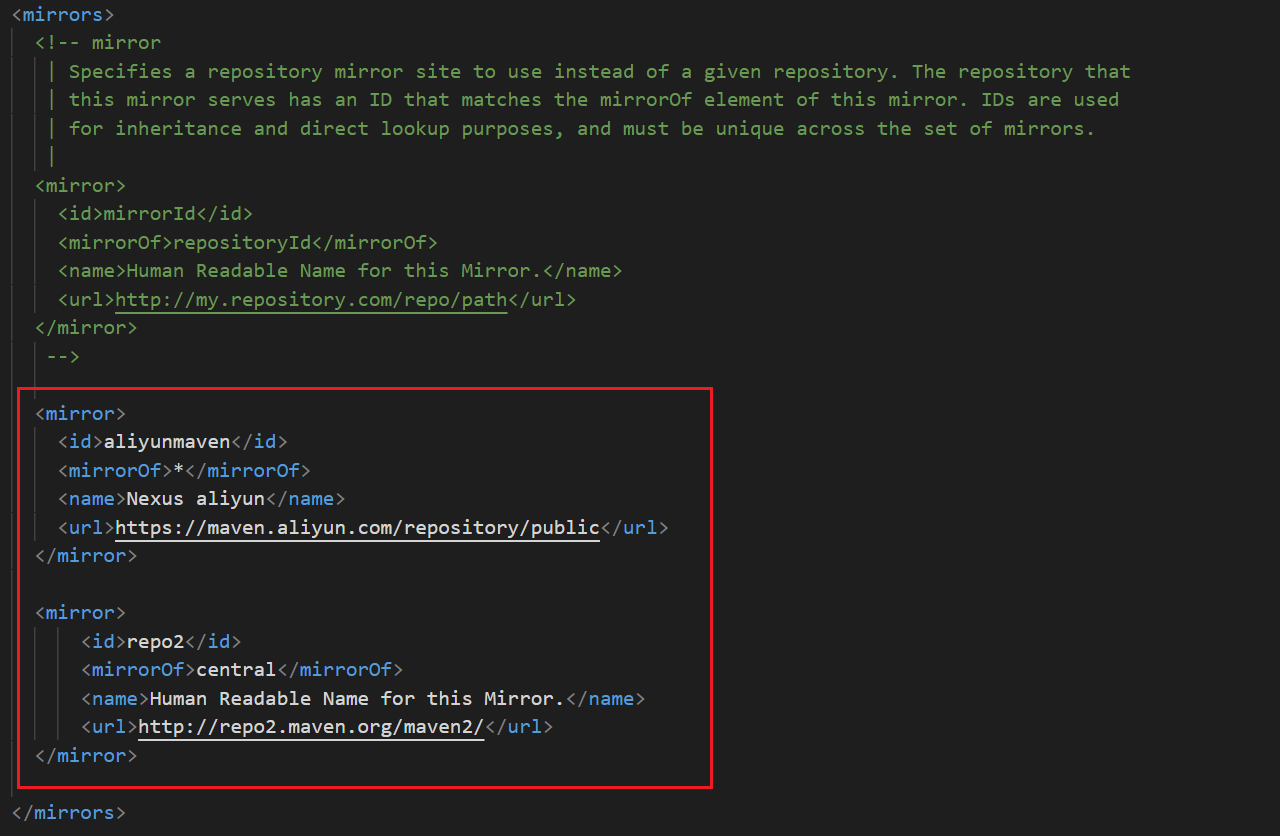 <mirrors>
<!-- mirror
| Specifies a repository mirror site to use instead of a given repository. The repository that
| this mirror serves has an ID that matches the mirrorOf element of this mirror. IDs are used
| for inheritance and direct lookup purposes, and must be unique across the set of mirrors.
|
<mirror>
<id>mirrorId</id>
<mirrorOf>repositoryId</mirrorOf>
<name>Human Readable Name for this Mirror.</name>
<url>http://my.repository.com/repo/path</url>
</mirror>
-->
<mirror>
<id>aliyunmaven</id>
<mirrorOf>*</mirrorOf>
<name>Nexus aliyun</name>
<url>https://maven.aliyun.com/repository/public</url>
</mirror>
<mirror>
<id>repo2</id>
<mirrorOf>central</mirrorOf>
<name>Human Readable Name for this Mirror.</name>
<url>http://repo2.maven.org/maven2/</url>
</mirror>
</mirrors>